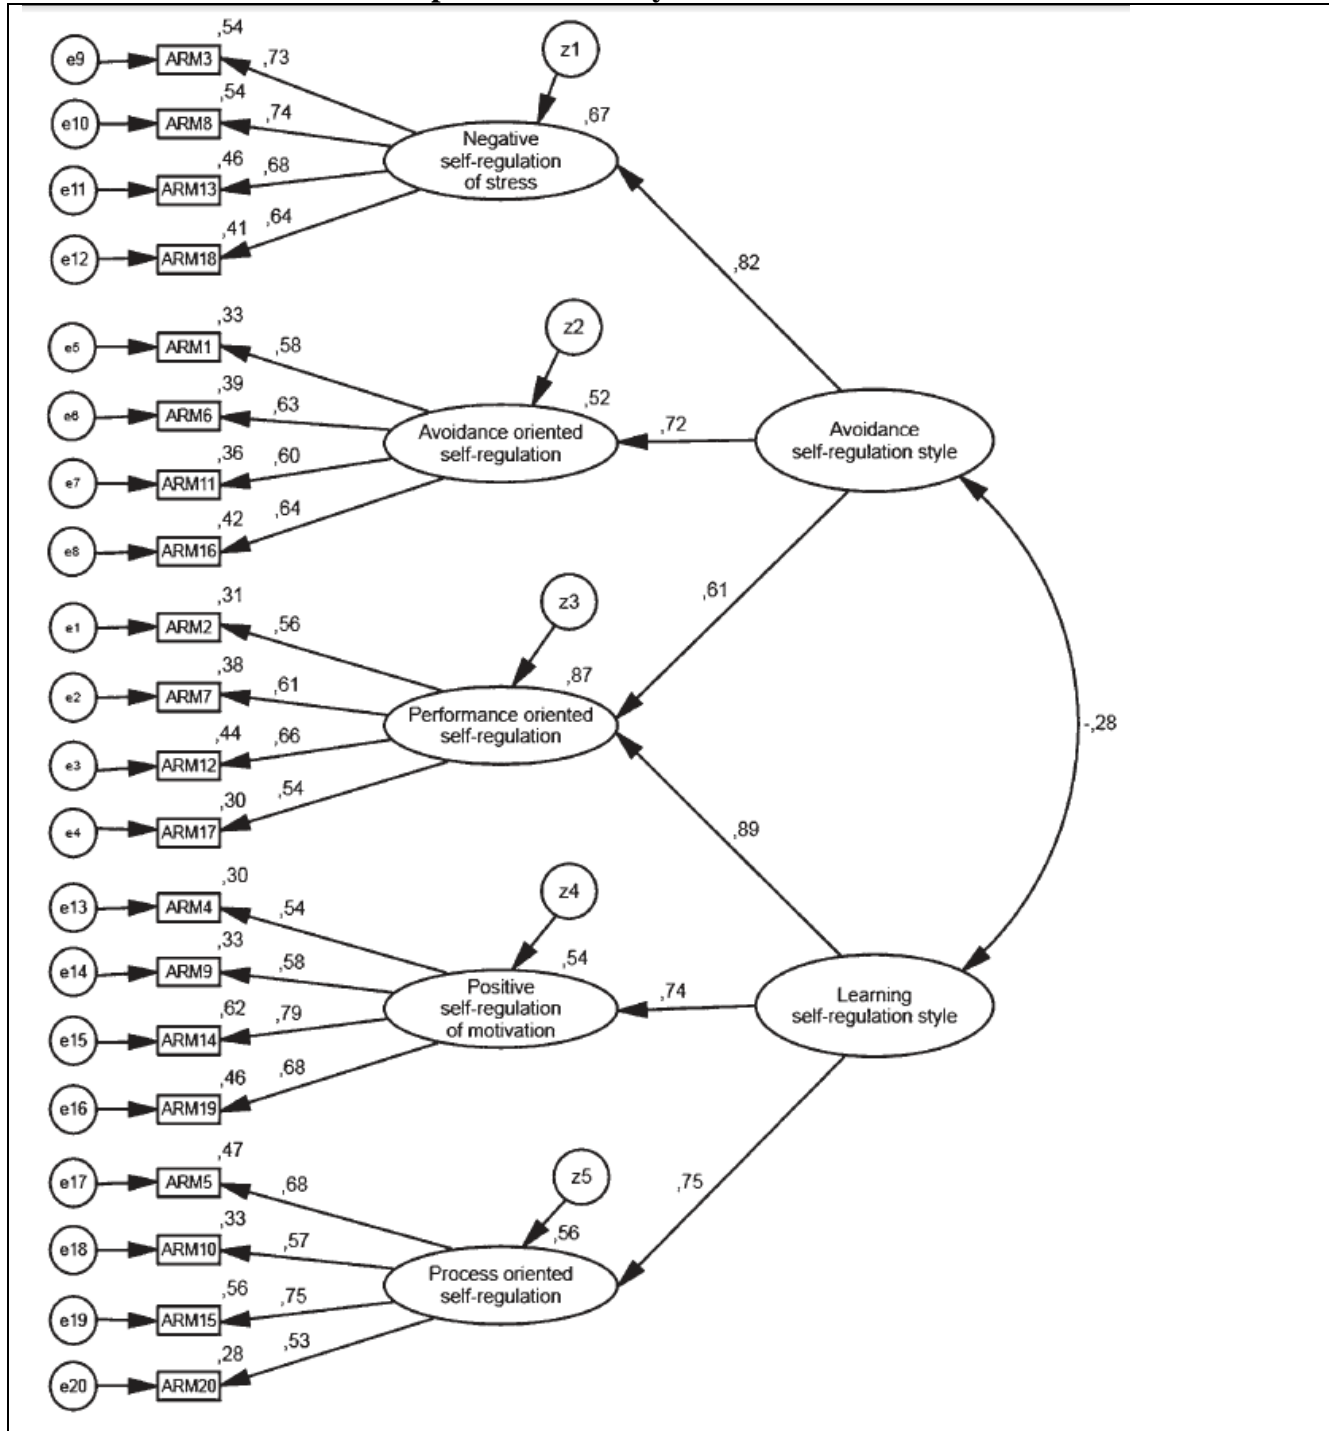 ,54
e9
ARM3
,73
z1
,54
e10
ARM8
,74
,67
Negative
self-regulation
of stress
,46
e11
ARM13
,68
,41
e12
ARM18
,64
,82
,33
e5
ARM1
,58
z2
,39
e6
ARM6
,63
,52
Avoidance oriented
self-regulation
,72
Avoidance
self-regulation style
,36
e7
ARM11
,60
,42
e8
ARM16
,64
,31
e1
ARM2
,56
z3
,61
,38
e2
ARM7
,61
,87
Performance oriented
self-regulation
-,28
,44
e3
ARM12
,66
,30
e4
ARM17
,54
,89
,30
e13
ARM4
,54
z4
,33
e14
ARM9
,58
,54
Positive
self-regulation
of motivation
,74
Learning
self-regulation style
,62
e15
ARM14
,79
,46
e16
ARM19
,68
,47
e17
ARM5
,68
z5
,75
,33
e18
ARM10
,57
,56
Process oriented
self-regulation
,56
e19
ARM15
,75
,28
e20
ARM20
,53